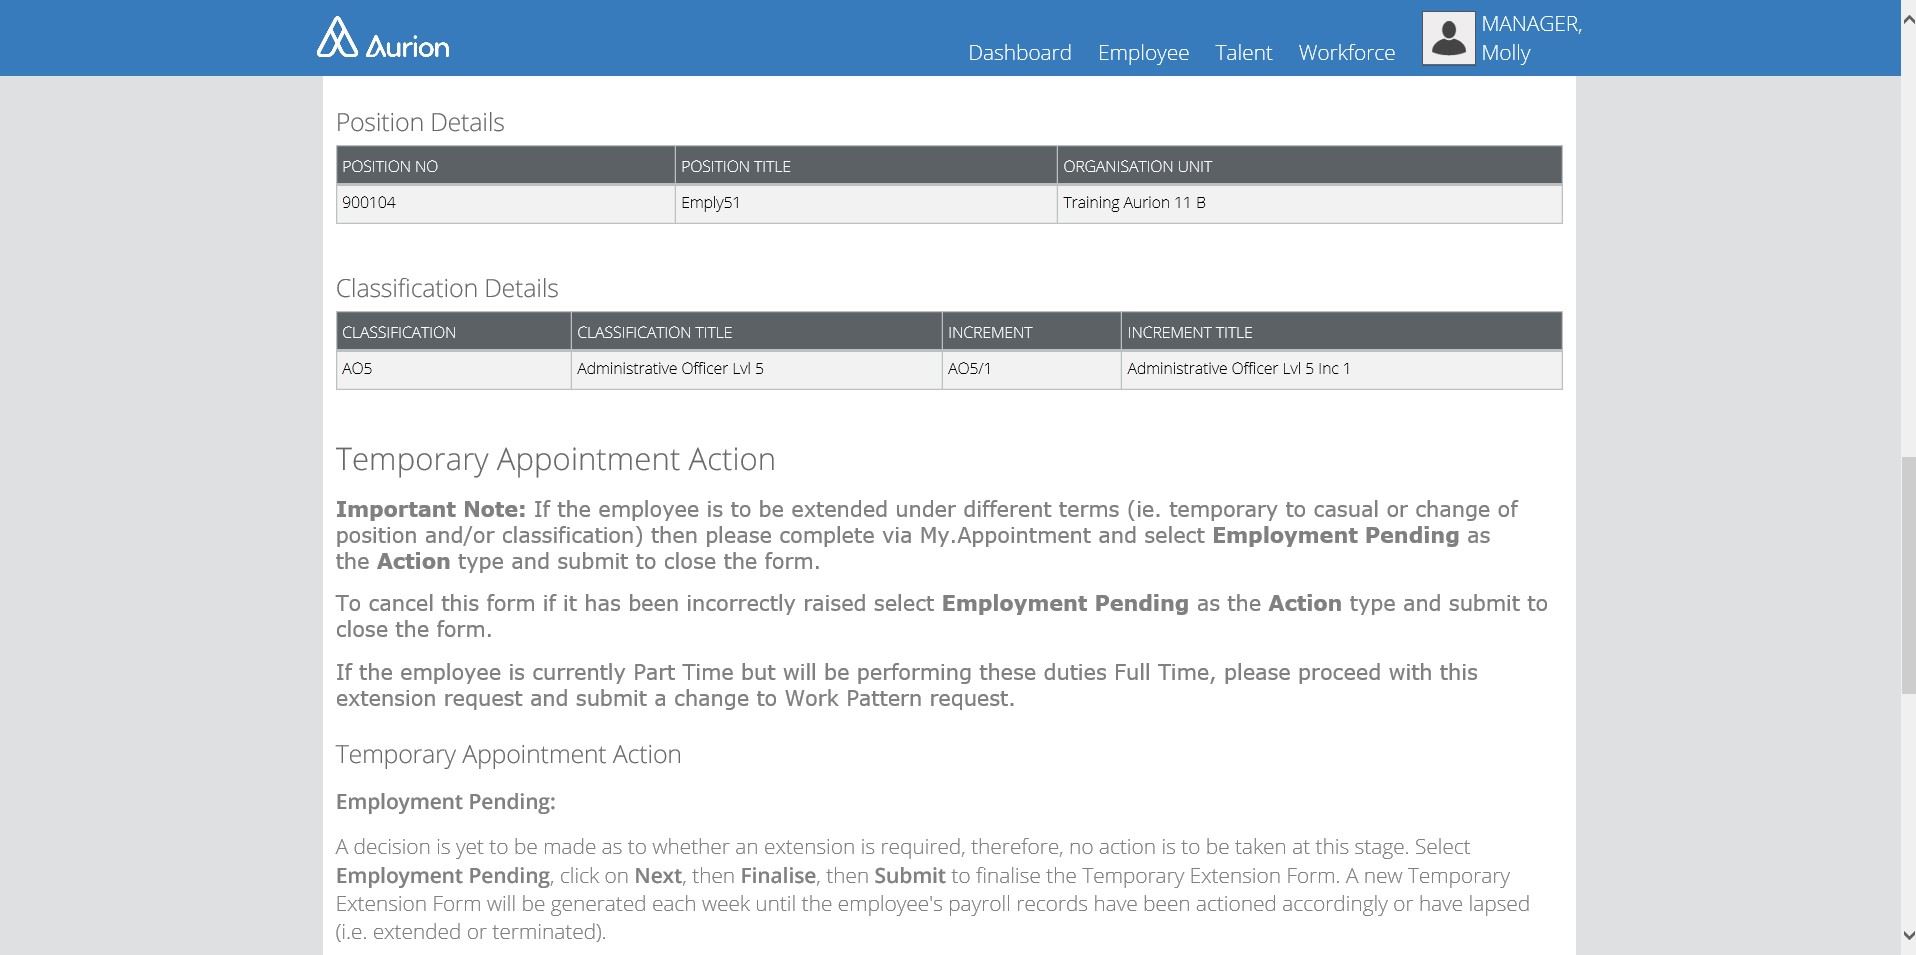 Aurion
Dashboard Employee Talent Workforce
MANAGER,
Molly
Position Details
POSITION NO POSITION TITLE ORGANISATION UNIT
900104 Emply51 Training Aurion 11 B
Classification Details
CLASSIFICATION CLASSIFICATION TITLE INCREMENT INCREMENT TITLE
AO5 Administrative Officer Lvl 5 AO5/1 Administrative Officer Lvl 5 Inc 1
Temporary Appointment Action
Important Note: If the employee is to be extended under different terms (ie. temporary to casual or change of
position and/or classification) then please complete via My.Appointment and select Employment Pending as
the Action type and submit to close the form.
To cancel this form if it has been incorrectly raised select Employment Pending as the Action type and submit to
close the form.
If the employee is currently Part Time but will be performing these duties Full Time, please proceed with this
extension request and submit a change to Work Pattern request.
Temporary Appointment Action
Employment Pending:
A decision is yet to be made as to whether an extension is required, therefore, no action is to be taken at this stage. Select
Employment Pending, click on Next, then Finalise, then Submit to finalise the Temporary Extension Form. A new Temporary
Extension Form will be generated each week until the employee's payroll records have been actioned accordingly or have lapsed
(i.e. extended or terminated).